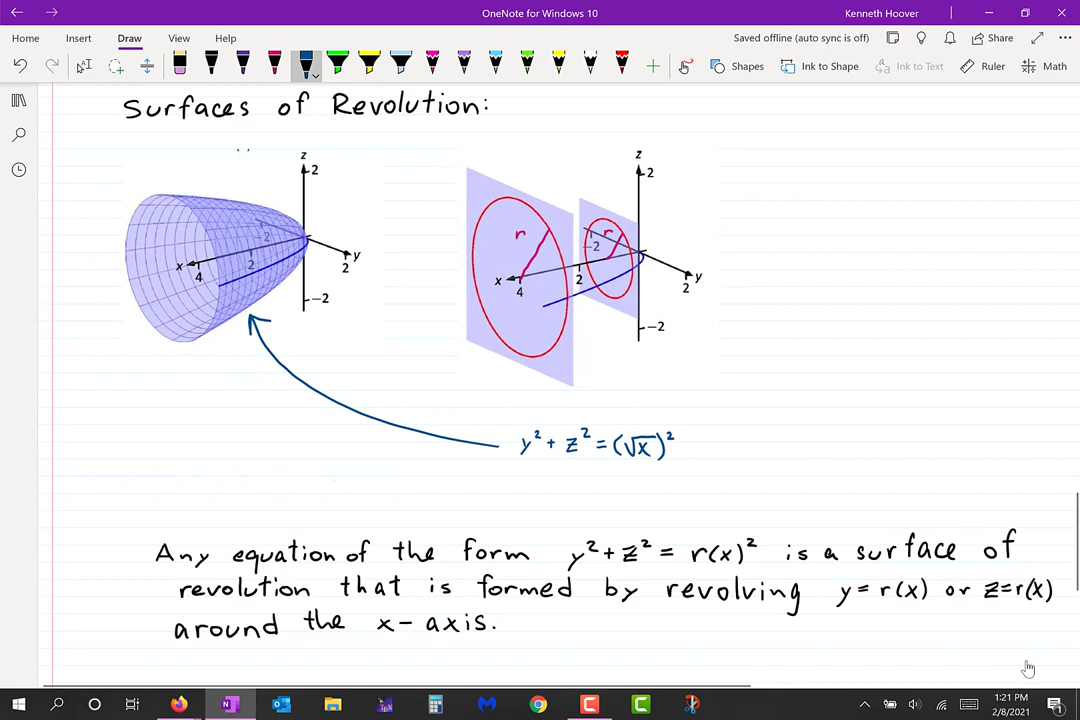 OneNote for Windows 10
Kenneth Hoover
Home Insert Draw View Help
Saved offline (auto sync is off)
Share
Shapes
Ink to Shape
Ink to Text
Ruler
Math
Surfaces of Revolution:
z
2
-2
2
x
4
2
y
2
-2
z
2
r
r
-2
x
4
2
y
2
-2
y² + z² = (√x)²
Any equation of the form y² + z² = r(x)² is a surface of
revolution that is formed by revolving y = r(x) or z = r(x)
around the x-axis.
1:21 PM
2/8/2021